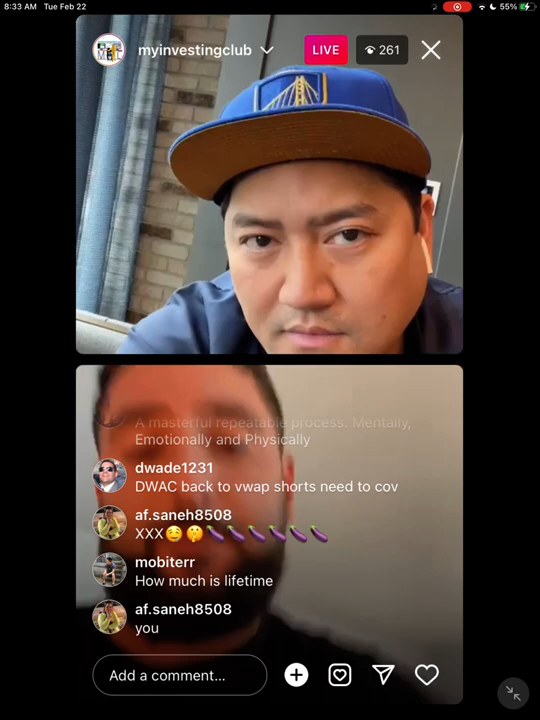 8:33 AM Tue Feb 22
55%
myinvestingclub
LIVE
261
A masterful repeatable process. Mentally,
Emotionally and Physically
dwade1231
DWAC back to vwap shorts need to cov
af.saneh8508
XXX🤤🤫🍆🍆🍆🍆🍆🍆
mobiterr
How much is lifetime
af.saneh8508
you
Add a comment...